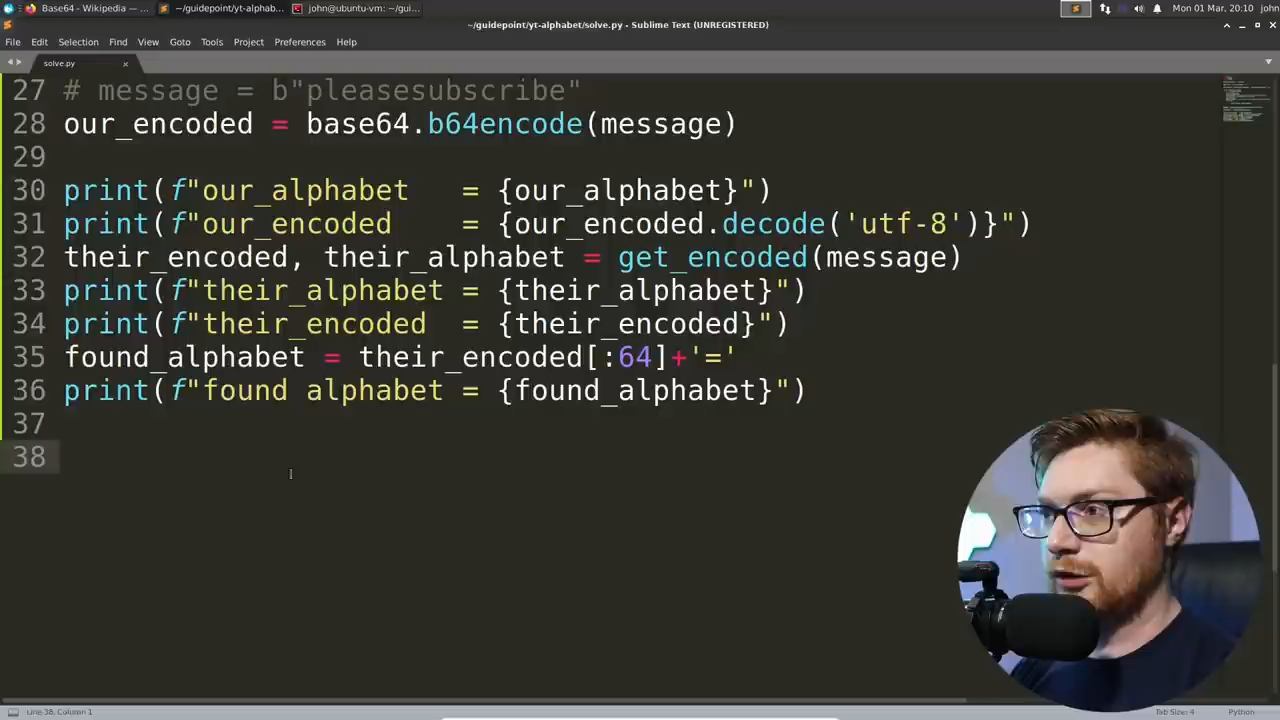 Base64 - Wikipedia — ...
~/guidepoint/yt-alphab...
john@ubuntu-vm: ~/gui...
Mon 01 Mar, 20:10 john
~/guidepoint/yt-alphabet/solve.py - Sublime Text (UNREGISTERED)
File Edit Selection Find View Goto Tools Project Preferences Help
solve.py ×
27 # message = b"pleasesubscribe"
28 our_encoded = base64.b64encode(message)
29
30 print(f"our_alphabet   = {our_alphabet}")
31 print(f"our_encoded    = {our_encoded.decode('utf-8')}")
32 their_encoded, their_alphabet = get_encoded(message)
33 print(f"their_alphabet = {their_alphabet}")
34 print(f"their_encoded  = {their_encoded}")
35 found_alphabet = their_encoded[:64]+'='
36 print(f"found alphabet = {found_alphabet}")
37
38
Line 38, Column 1
Tab Size: 4 Python